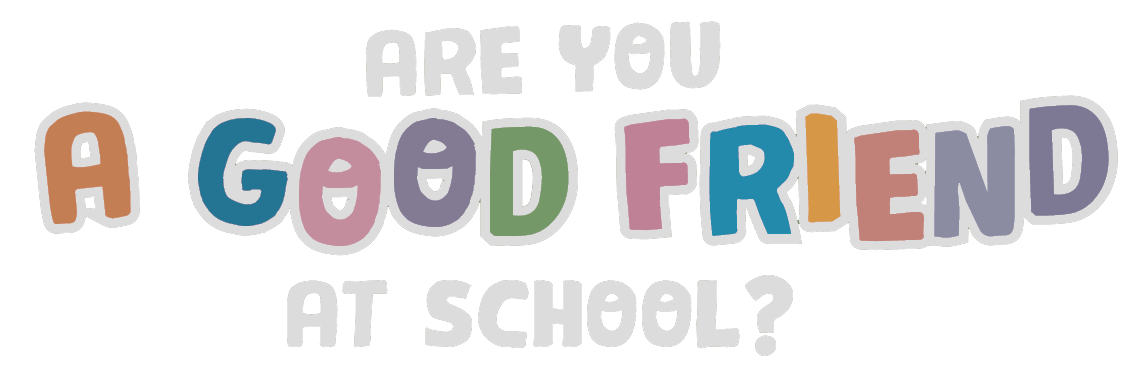 ARE YOU
A GOOD FRIEND
AT SCHOOL?